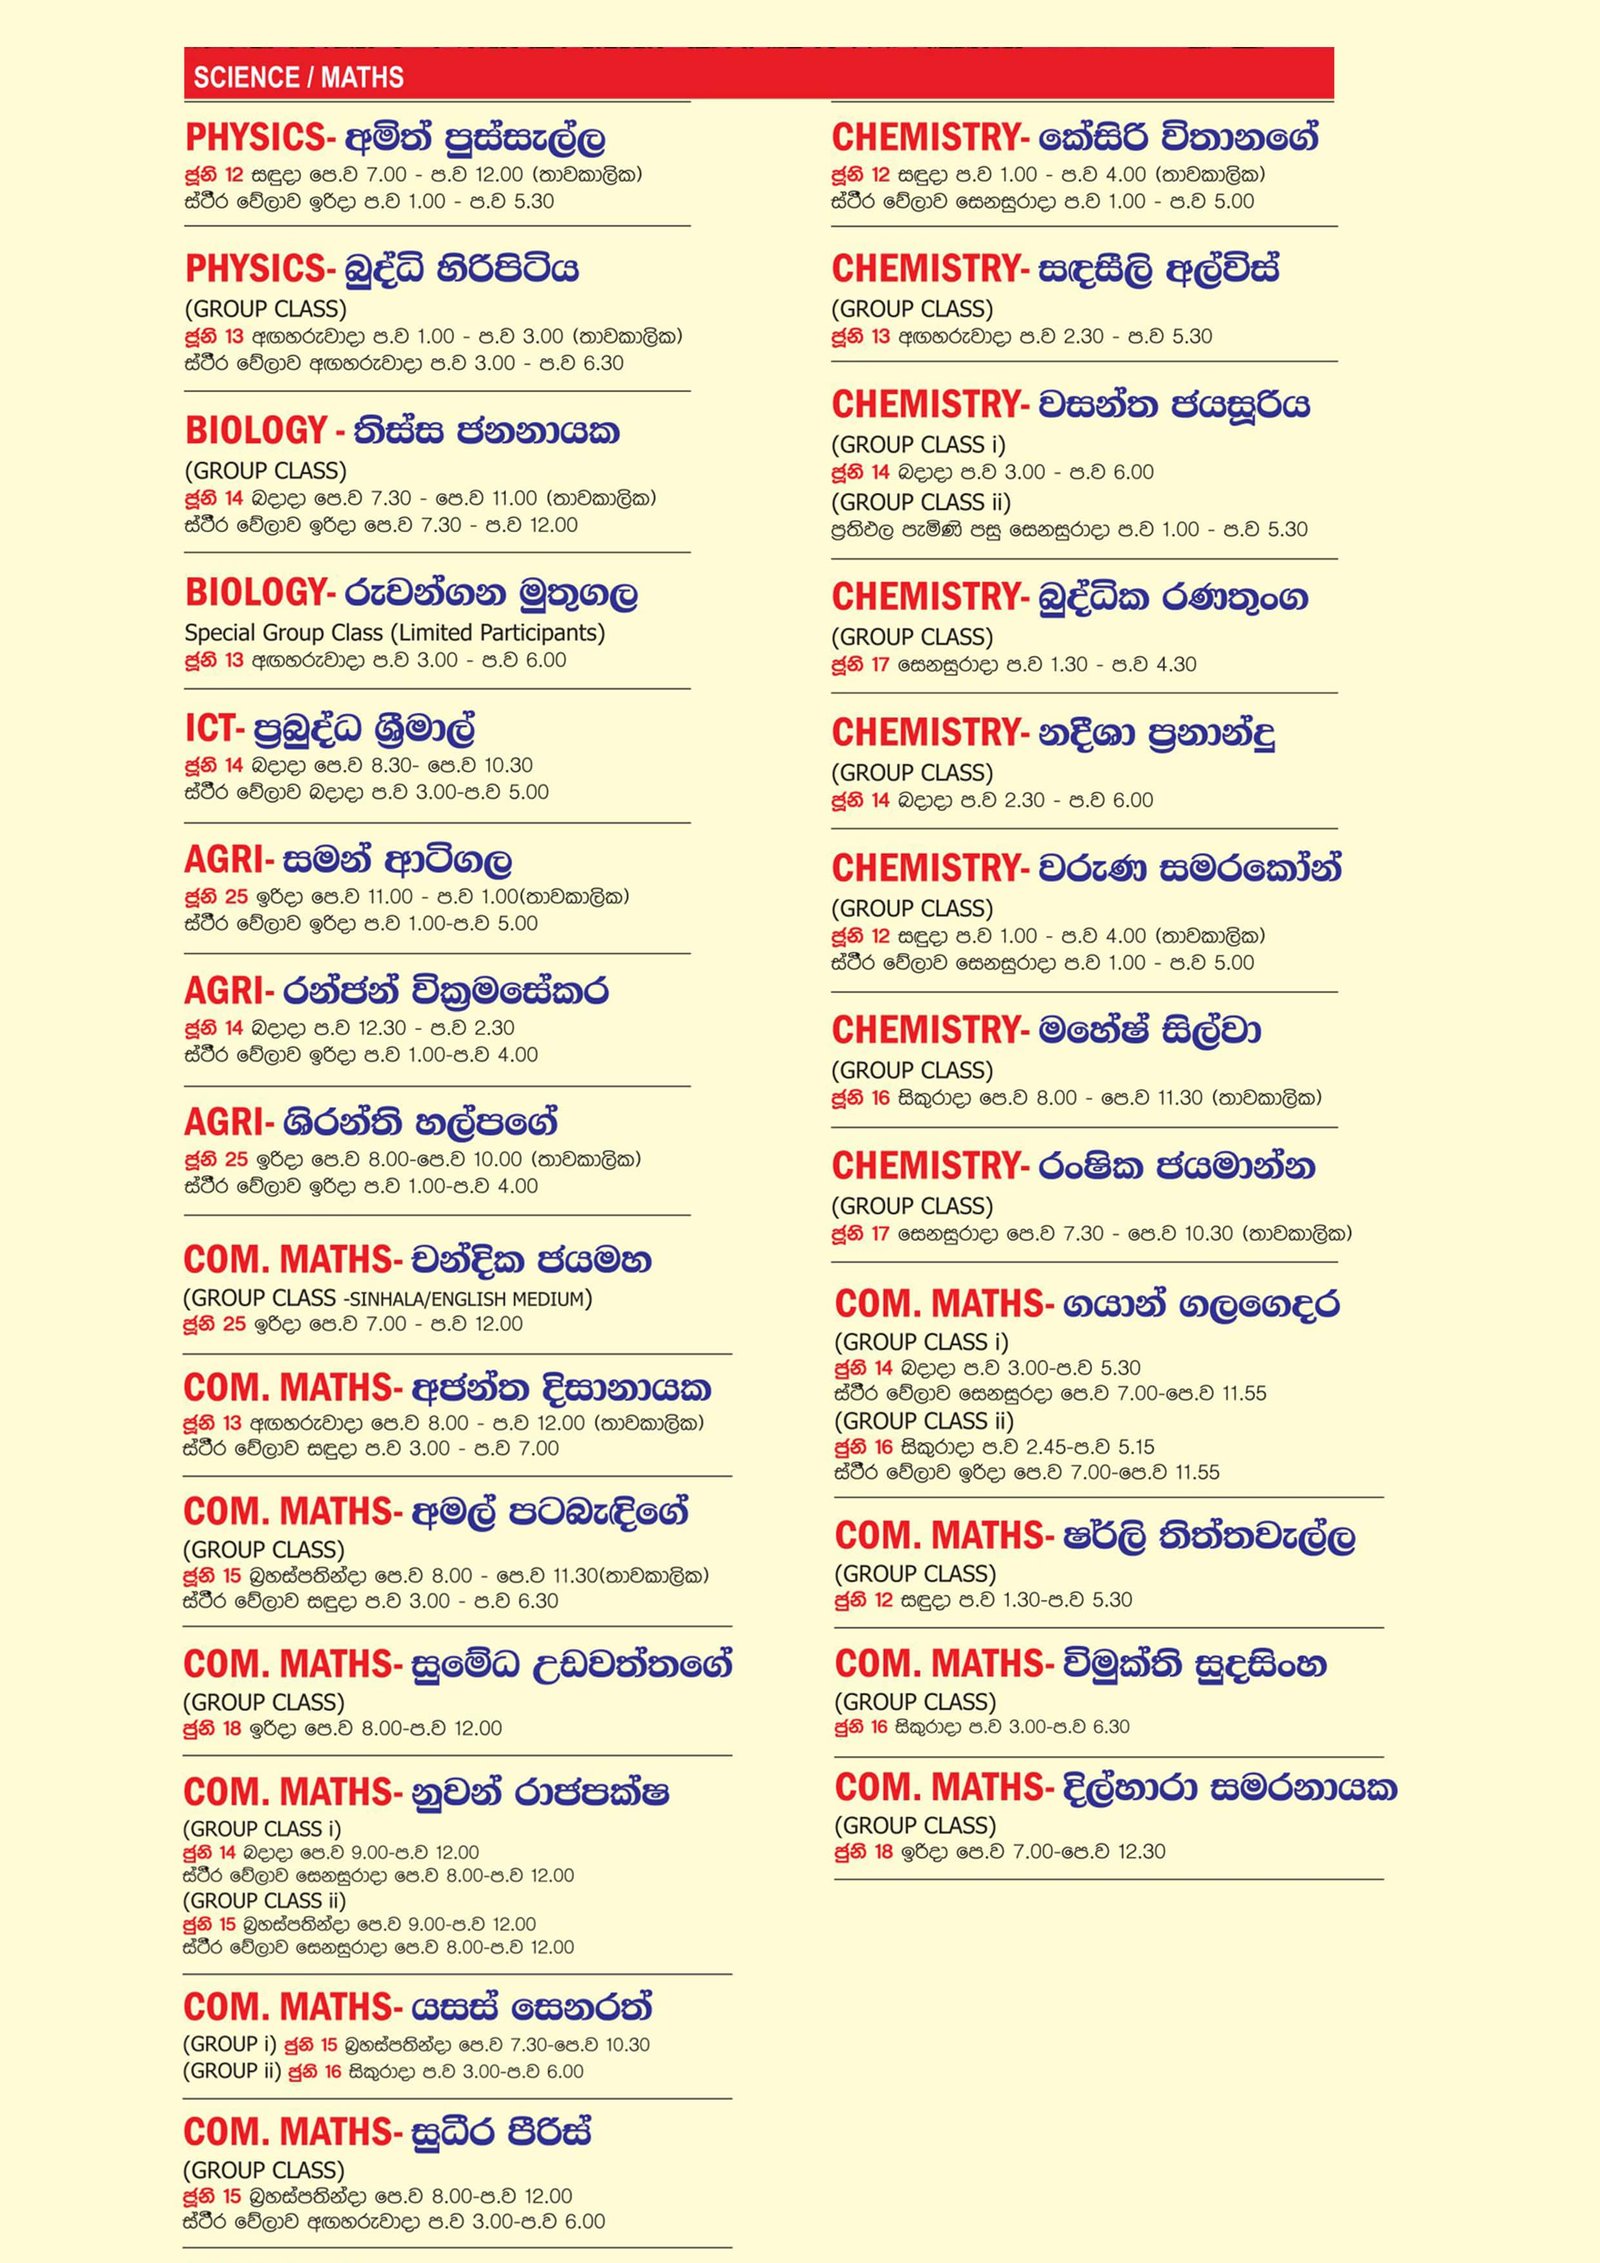 SCIENCE / MATHS
PHYSICS- අමිත් පුස්සැල්ල
ජූනි 12 සඳුදා පෙ.ව 7.00 - ප.ව 12.00 (තාවකාලික)
ස්ථීර වේලාව ඉරිදා ප.ව 1.00 - ප.ව 5.30
PHYSICS- බුද්ධි හිරිපිටිය
(GROUP CLASS)
ජූනි 13 අඟහරුවාදා ප.ව 1.00 - ප.ව 3.00 (තාවකාලික)
ස්ථීර වේලාව අඟහරුවාදා ප.ව 3.00 - ප.ව 6.30
BIOLOGY - තිස්ස ජනනායක
(GROUP CLASS)
ජූනි 14 බදාදා පෙ.ව 7.30 - පෙ.ව 11.00 (තාවකාලික)
ස්ථීර වේලාව ඉරිදා පෙ.ව 7.30 - ප.ව 12.00
BIOLOGY- රුවන්ගන මුතුගල
Special Group Class (Limited Participants)
ජූනි 13 අඟහරුවාදා ප.ව 3.00 - ප.ව 6.00
ICT- ප්‍රබුද්ධ ශ්‍රීමාල්
ජූනි 14 බදාදා පෙ.ව 8.30- පෙ.ව 10.30
ස්ථීර වේලාව බදාදා ප.ව 3.00-ප.ව 5.00
AGRI- සමන් ආටිගල
ජූනි 25 ඉරිදා පෙ.ව 11.00 - ප.ව 1.00(තාවකාලික)
ස්ථීර වේලාව ඉරිදා ප.ව 1.00-ප.ව 5.00
AGRI- රන්ජන් වික්‍රමසේකර
ජූනි 14 බදාදා ප.ව 12.30 - ප.ව 2.30
ස්ථීර වේලාව ඉරිදා ප.ව 1.00-ප.ව 4.00
AGRI- ශිරන්ති හල්පගේ
ජූනි 25 ඉරිදා පෙ.ව 8.00-පෙ.ව 10.00 (තාවකාලික)
ස්ථීර වේලාව ඉරිදා ප.ව 1.00-ප.ව 4.00
COM. MATHS- චන්දික ජයමහ
(GROUP CLASS -SINHALA/ENGLISH MEDIUM)
ජූනි 25 ඉරිදා පෙ.ව 7.00 - ප.ව 12.00
COM. MATHS- අජන්ත දිසානායක
ජූනි 13 අඟහරුවාදා පෙ.ව 8.00 - ප.ව 12.00 (තාවකාලික)
ස්ථීර වේලාව සඳුදා ප.ව 3.00 - ප.ව 7.00
COM. MATHS- අමල් පටබැඳිගේ
(GROUP CLASS)
ජූනි 15 බ්‍රහස්පතින්දා පෙ.ව 8.00 - පෙ.ව 11.30(තාවකාලික)
ස්ථීර වේලාව සඳුදා ප.ව 3.00 - ප.ව 6.30
COM. MATHS- සුමේධ උඩවත්තගේ
(GROUP CLASS)
ජුනි 18 ඉරිදා පෙ.ව 8.00-ප.ව 12.00
COM. MATHS- නුවන් රාජපක්ෂ
(GROUP CLASS i)
ජුනි 14 බදාදා පෙ.ව 9.00-ප.ව 12.00
ස්ථීර වේලාව සෙනසුරාදා පෙ.ව 8.00-ප.ව 12.00
(GROUP CLASS ii)
ජුනි 15 බ්‍රහස්පතින්දා පෙ.ව 9.00-ප.ව 12.00
ස්ථීර වේලාව සෙනසුරාදා පෙ.ව 8.00-ප.ව 12.00
COM. MATHS- යසස් සෙනරත්
(GROUP i) ජුනි 15 බ්‍රහස්පතින්දා පෙ.ව 7.30-පෙ.ව 10.30
(GROUP ii) ජුනි 16 සිකුරාදා ප.ව 3.00-ප.ව 6.00
COM. MATHS- සුධීර පීරිස්
(GROUP CLASS)
ජූනි 15 බ්‍රහස්පතින්දා පෙ.ව 8.00-ප.ව 12.00
ස්ථීර වේලාව අඟහරුවාදා ප.ව 3.00-ප.ව 6.00
CHEMISTRY- කේසිරි විතානගේ
ජූනි 12 සඳුදා ප.ව 1.00 - ප.ව 4.00 (තාවකාලික)
ස්ථීර වේලාව සෙනසුරාදා ප.ව 1.00 - ප.ව 5.00
CHEMISTRY- සඳසීලි අල්විස්
(GROUP CLASS)
ජූනි 13 අඟහරුවාදා ප.ව 2.30 - ප.ව 5.30
CHEMISTRY- වසන්ත ජයසූරිය
(GROUP CLASS i)
ජූනි 14 බදාදා ප.ව 3.00 - ප.ව 6.00
(GROUP CLASS ii)
ප්‍රතිඵල පැමිණි පසු සෙනසුරාදා ප.ව 1.00 - ප.ව 5.30
CHEMISTRY- බුද්ධික රණතුංග
(GROUP CLASS)
ජූනි 17 සෙනසුරාදා ප.ව 1.30 - ප.ව 4.30
CHEMISTRY- නදීශා ප්‍රනාන්දු
(GROUP CLASS)
ජූනි 14 බදාදා ප.ව 2.30 - ප.ව 6.00
CHEMISTRY- වරුණ සමරකෝන්
(GROUP CLASS)
ජූනි 12 සඳුදා ප.ව 1.00 - ප.ව 4.00 (තාවකාලික)
ස්ථීර වේලාව සෙනසුරාදා ප.ව 1.00 - ප.ව 5.00
CHEMISTRY- මහේෂ් සිල්වා
(GROUP CLASS)
ජූනි 16 සිකුරාදා පෙ.ව 8.00 - පෙ.ව 11.30 (තාවකාලික)
CHEMISTRY- රංෂික ජයමාන්න
(GROUP CLASS)
ජූනි 17 සෙනසුරාදා පෙ.ව 7.30 - පෙ.ව 10.30 (තාවකාලික)
COM. MATHS- ගයාන් ගලගෙදර
(GROUP CLASS i)
ජුනි 14 බදාදා ප.ව 3.00-ප.ව 5.30
ස්ථීර වේලාව සෙනසුරදා පෙ.ව 7.00-පෙ.ව 11.55
(GROUP CLASS ii)
ජුනි 16 සිකුරාදා ප.ව 2.45-ප.ව 5.15
ස්ථීර වේලාව ඉරිදා පෙ.ව 7.00-පෙ.ව 11.55
COM. MATHS- ෂර්ලි තිත්තවැල්ල
(GROUP CLASS)
ජුනි 12 සඳුදා ප.ව 1.30-ප.ව 5.30
COM. MATHS- විමුක්ති සුදසිංහ
(GROUP CLASS)
ජුනි 16 සිකුරාදා ප.ව 3.00-ප.ව 6.30
COM. MATHS- දිල්හාරා සමරනායක
(GROUP CLASS)
ජුනි 18 ඉරිදා පෙ.ව 7.00-පෙ.ව 12.30